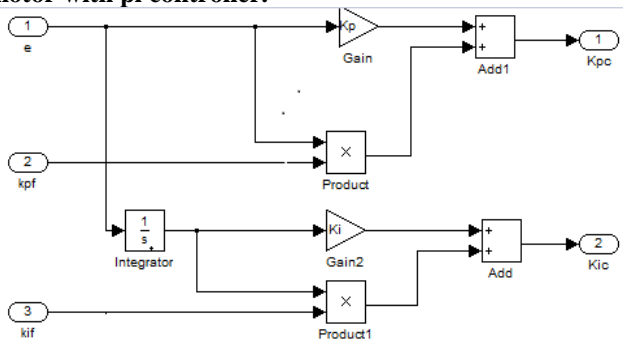 motor with pi controller.
1
e
Kp
Gain
+
+
Add1
1
Kpc
2
kpf
×
Product
1
s
Integrator
Ki
Gain2
+
+
Add
2
Kic
3
kif
×
Product1